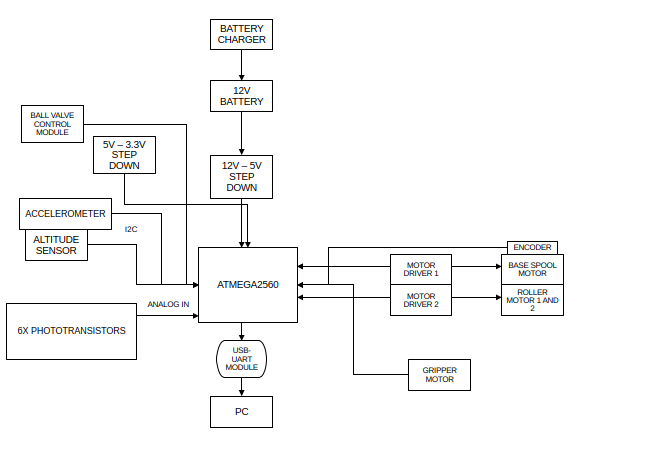 BATTERY
CHARGER
12V
BATTERY
BALL VALVE
CONTROL
MODULE
5V – 3.3V
STEP
DOWN
12V – 5V
STEP
DOWN
ACCELEROMETER
I2C
ALTITUDE
SENSOR
ENCODER
ATMEGA2560
MOTOR
DRIVER 1
BASE SPOOL
MOTOR
MOTOR
DRIVER 2
ROLLER
MOTOR 1 AND
2
ANALOG IN
6X PHOTOTRANSISTORS
USB-
UART
MODULE
GRIPPER
MOTOR
PC